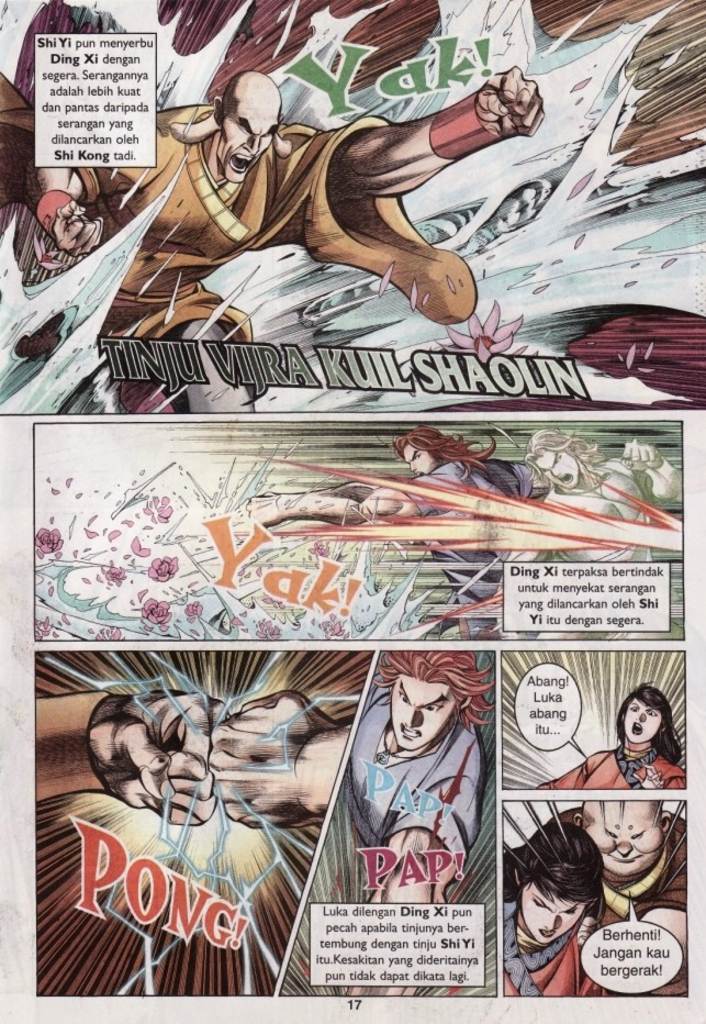 Shi Yi pun menyerbu
Ding Xi dengan
segera. Serangannya
adalah lebih kuat
dan pantas daripada
serangan yang
dilancarkan oleh
Shi Kong tadi.
Yak!
TINJU VIJRA KUIL SHAOLIN
Yak!
Ding Xi terpaksa bertindak
untuk menyekat serangan
yang dilancarkan oleh Shi
Yi itu dengan segera.
PONG!
PAP!
PAP!
Luka dilengan Ding Xi pun
pecah apabila tinjunya ber-
tembung dengan tinju Shi Yi
itu.Kesakitan yang dideritainya
pun tidak dapat dikata lagi.
Abang!
Luka
abang
itu...
Berhenti!
Jangan kau
bergerak!
17